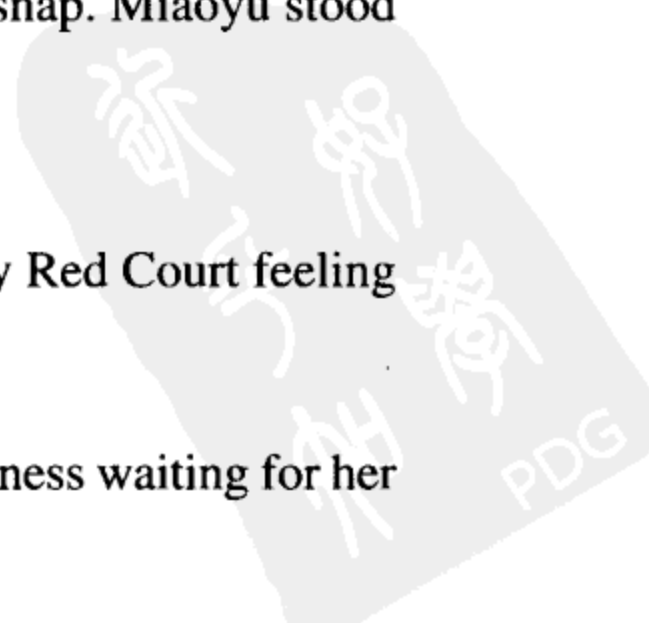 snap. Miaoyu stood
y Red Court feeling
ness waiting for her
PDG